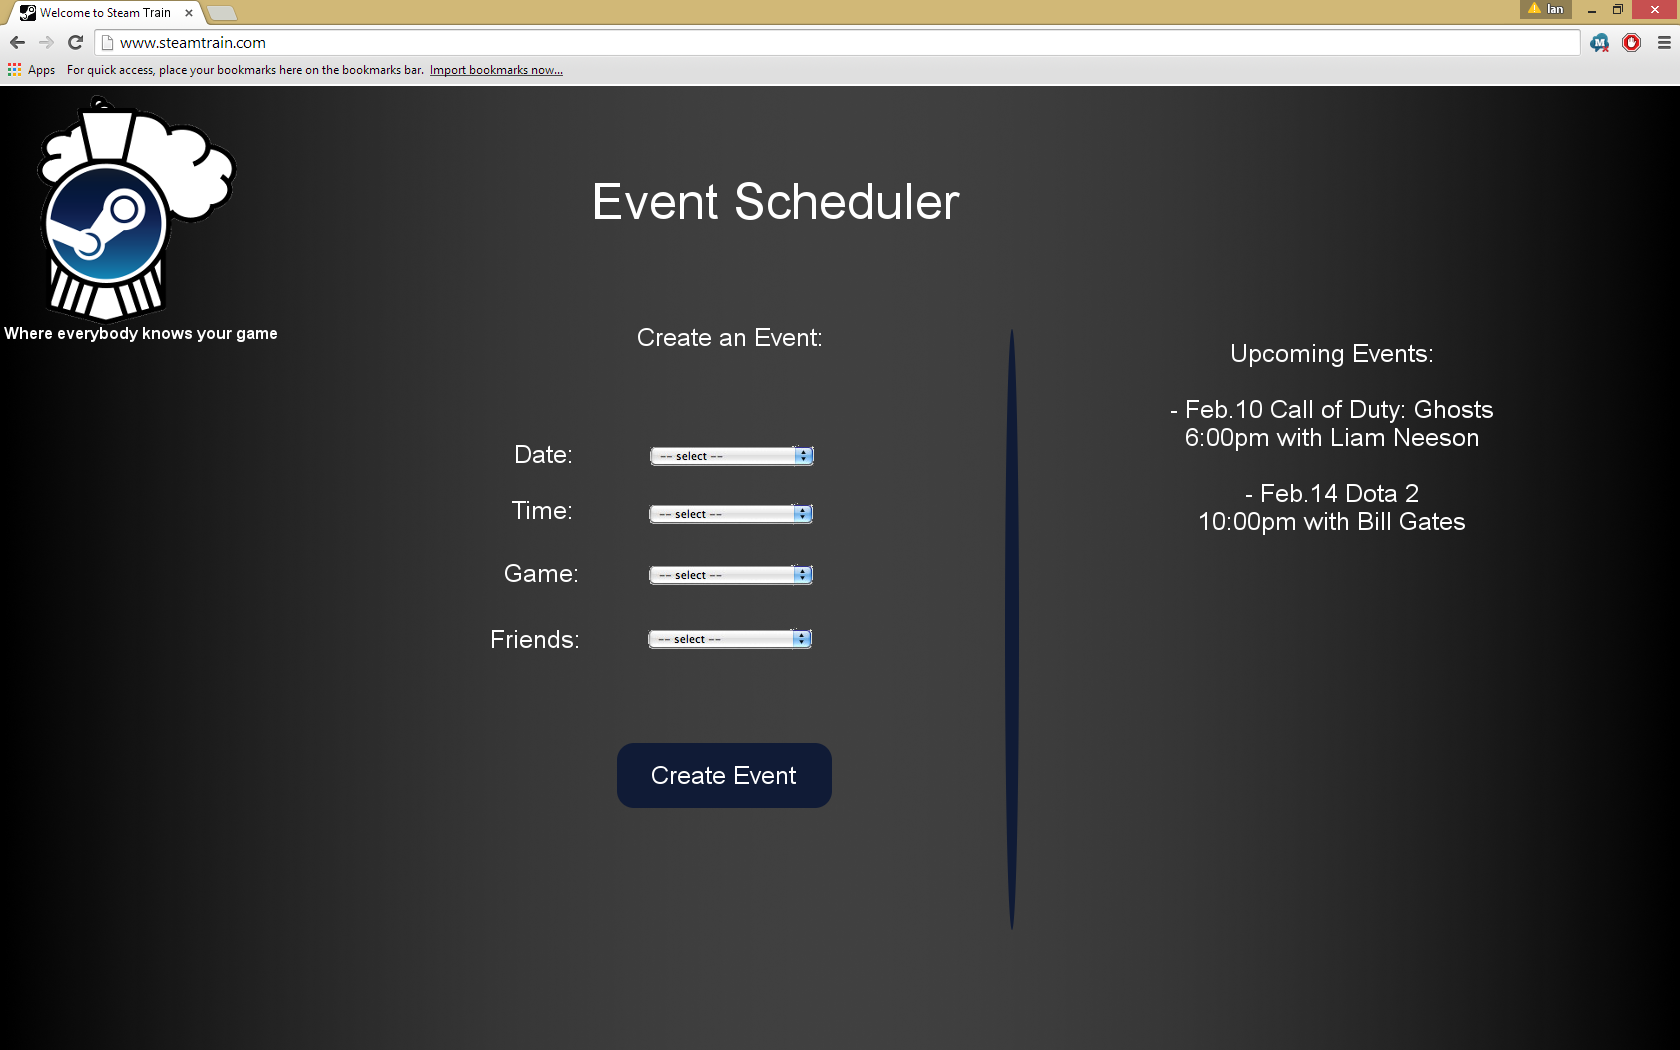 Welcome to Steam Train
Ian
www.steamtrain.com
Apps For quick access, place your bookmarks here on the bookmarks bar. Import bookmarks now...
Where everybody knows your game
Event Scheduler
Create an Event:
Date: -- select --
Time: -- select --
Game: -- select --
Friends: -- select --
Create Event
Upcoming Events:
- Feb.10 Call of Duty: Ghosts
6:00pm with Liam Neeson
- Feb.14 Dota 2
10:00pm with Bill Gates